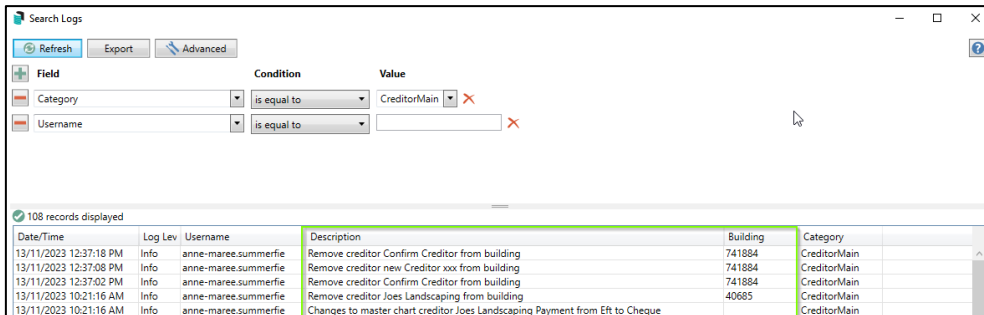 Search Logs
Refresh Export Advanced
Field Condition Value
Category is equal to CreditorMain
Username is equal to
108 records displayed
Date/Time Log Lev Username Description Building Category
13/11/2023 12:37:18 PM Info anne-maree.summerfie Remove creditor Confirm Creditor from building 741884 CreditorMain
13/11/2023 12:37:08 PM Info anne-maree.summerfie Remove creditor new Creditor xxx from building 741884 CreditorMain
13/11/2023 12:37:02 PM Info anne-maree.summerfie Remove creditor Confirm Creditor from building 741884 CreditorMain
13/11/2023 10:21:16 AM Info anne-maree.summerfie Remove creditor Joes Landscaping from building 40685 CreditorMain
13/11/2023 10:21:16 AM Info anne-maree.summerfie Changes to master chart creditor Joes Landscaping Payment from Eft to Cheque CreditorMain